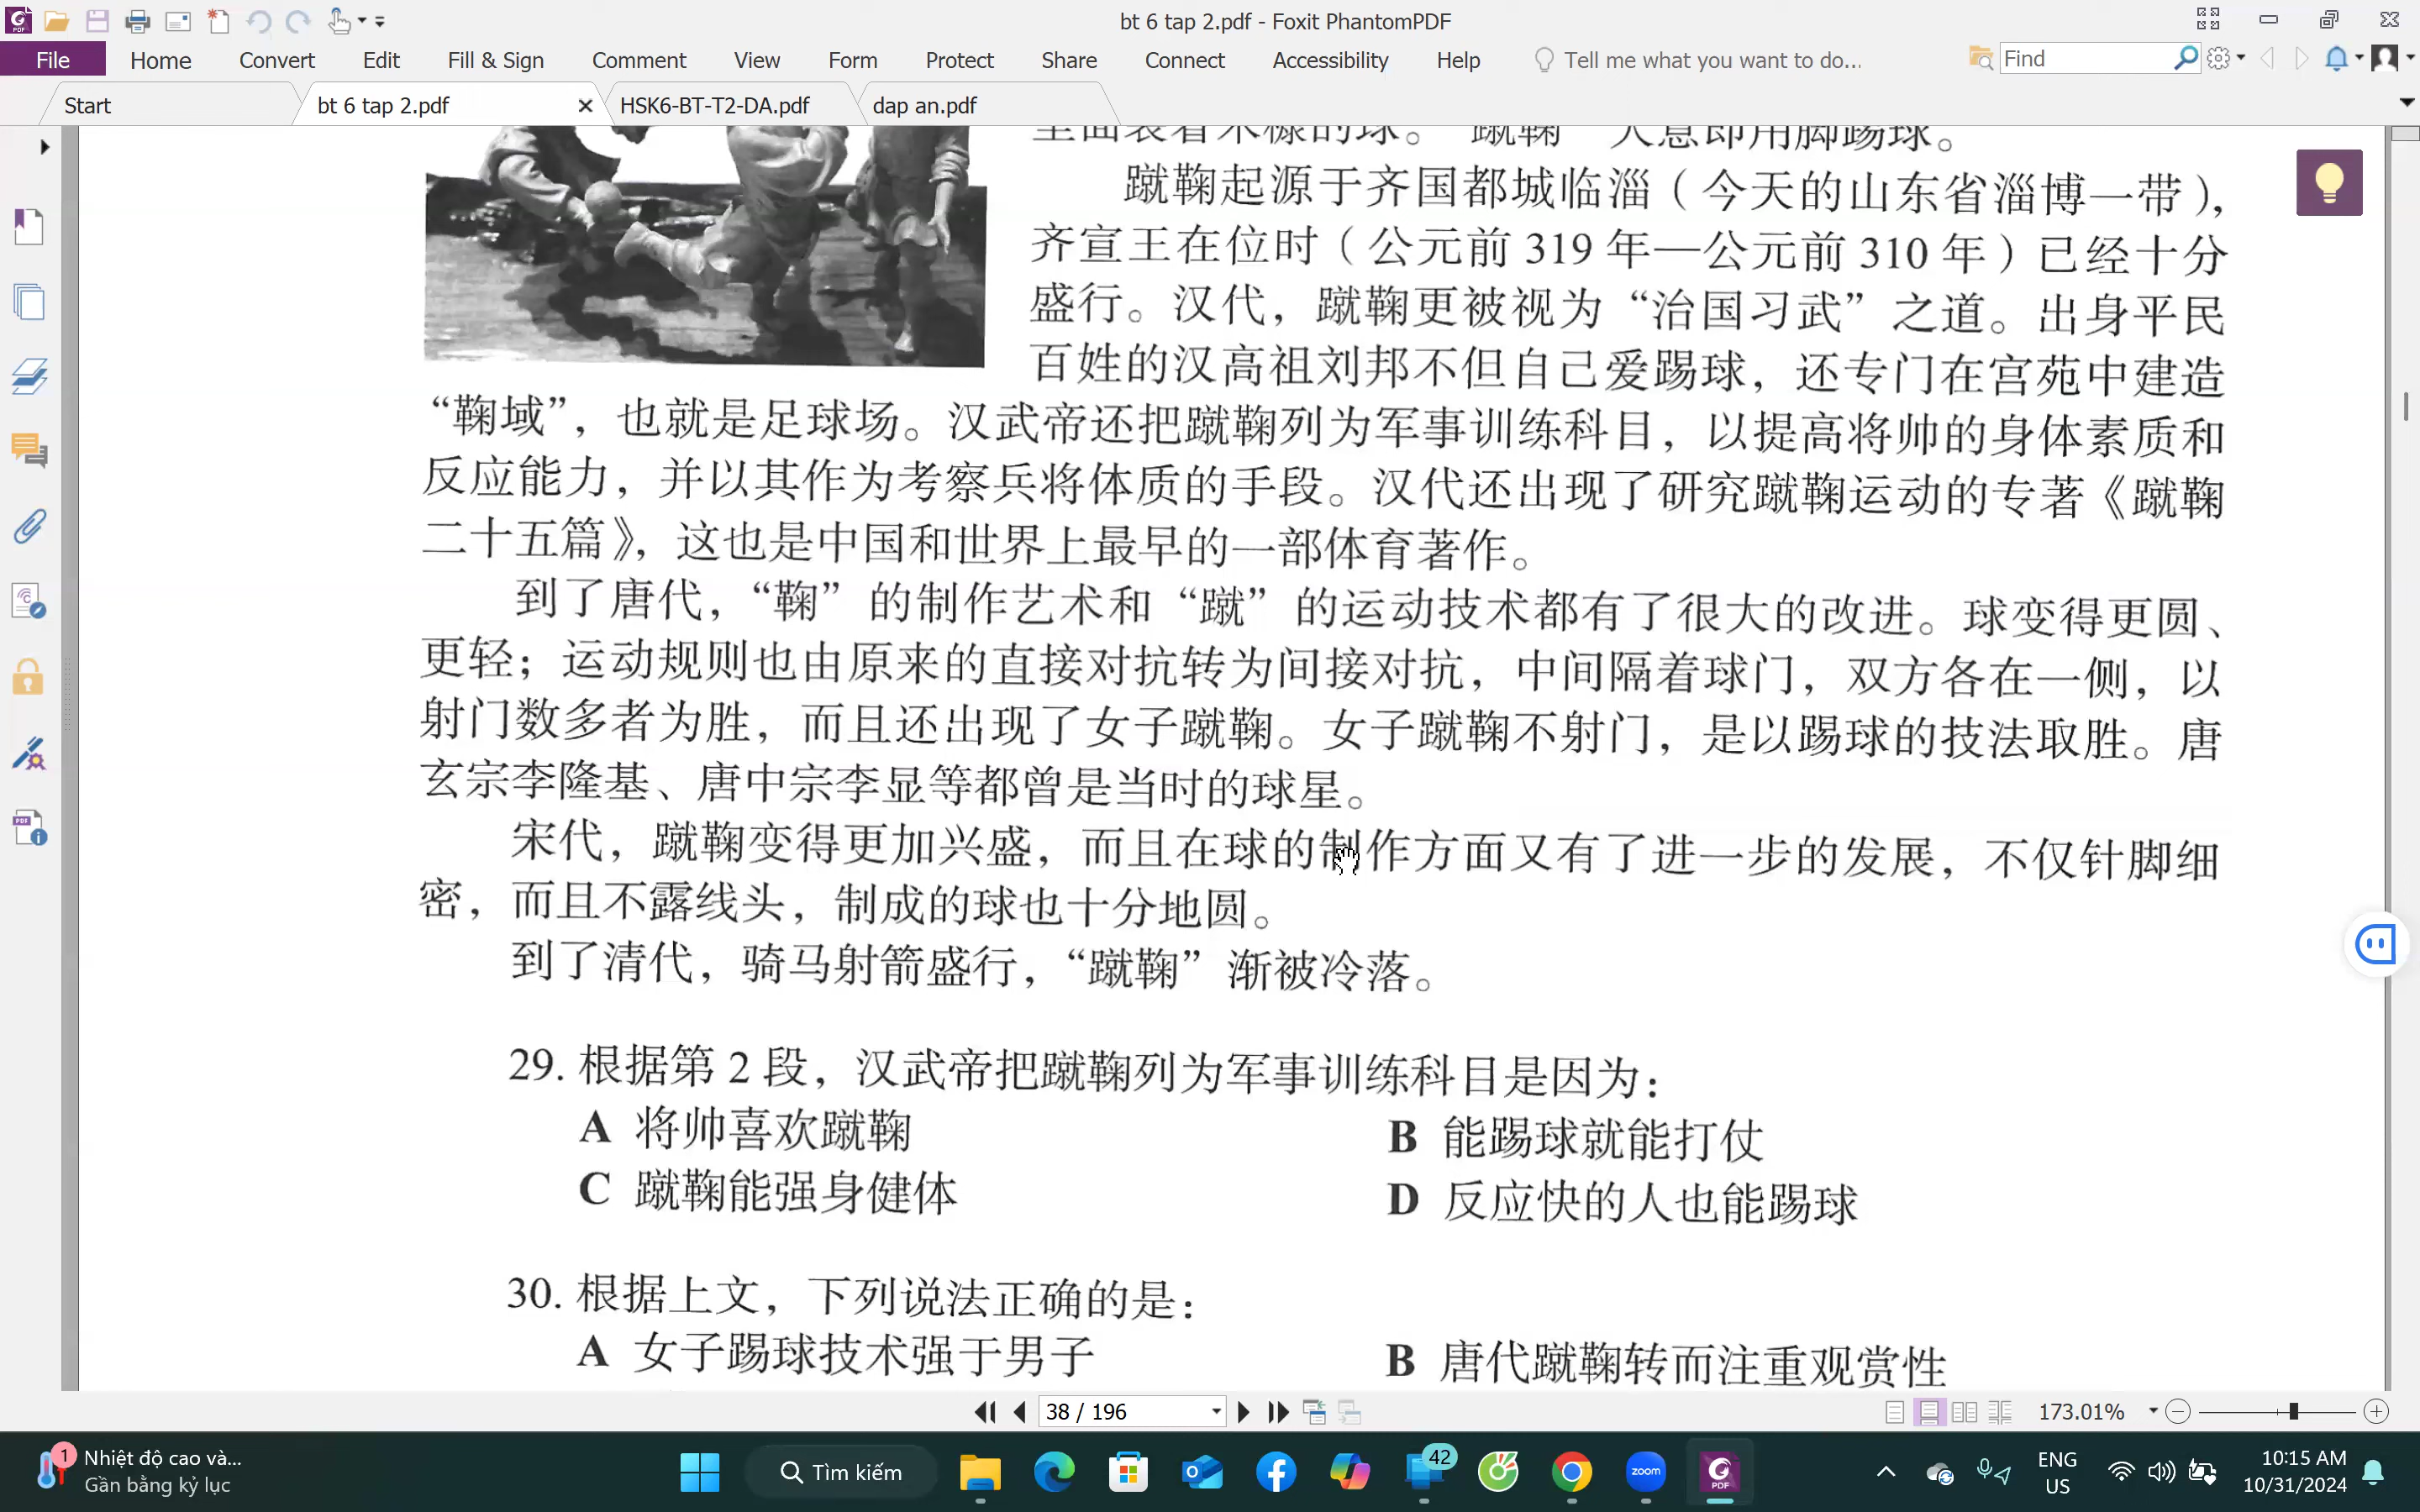 bt 6 tap 2.pdf - Foxit PhantomPDF
File Home Convert Edit Fill & Sign Comment View Form Protect Share Connect Accessibility Help Tell me what you want to do... Find
Start bt 6 tap 2.pdf HSK6-BT-T2-DA.pdf dap an.pdf
里面装着米糠的球。“蹴鞠”大意即用脚踢球。
蹴鞠起源于齐国都城临淄（今天的山东省淄博一带），
齐宣王在位时（公元前 319 年—公元前 310 年）已经十分
盛行。汉代，蹴鞠更被视为“治国习武”之道。出身平民
百姓的汉高祖刘邦不但自己爱踢球，还专门在宫苑中建造
“鞠域”，也就是足球场。汉武帝还把蹴鞠列为军事训练科目，以提高将帅的身体素质和
反应能力，并以其作为考察兵将体质的手段。汉代还出现了研究蹴鞠运动的专著《蹴鞠
二十五篇》，这也是中国和世界上最早的一部体育著作。
到了唐代，“鞠”的制作艺术和“蹴”的运动技术都有了很大的改进。球变得更圆、
更轻；运动规则也由原来的直接对抗转为间接对抗，中间隔着球门，双方各在一侧，以
射门数多者为胜，而且还出现了女子蹴鞠。女子蹴鞠不射门，是以踢球的技法取胜。唐
玄宗李隆基、唐中宗李显等都曾是当时的球星。
宋代，蹴鞠变得更加兴盛，而且在球的制作方面又有了进一步的发展，不仅针脚细
密，而且不露线头，制成的球也十分地圆。
到了清代，骑马射箭盛行，“蹴鞠”渐被冷落。
29. 根据第 2 段，汉武帝把蹴鞠列为军事训练科目是因为：
A 将帅喜欢蹴鞠 B 能踢球就能打仗
C 蹴鞠能强身健体 D 反应快的人也能踢球
30. 根据上文，下列说法正确的是：
A 女子踢球技术强于男子 B 唐代蹴鞠转而注重观赏性
38 / 196 173.01%
1 Nhiệt độ cao và... Tìm kiếm 42 zoom PDF ENG 10:15 AM
Gần bằng kỷ lục US 10/31/2024